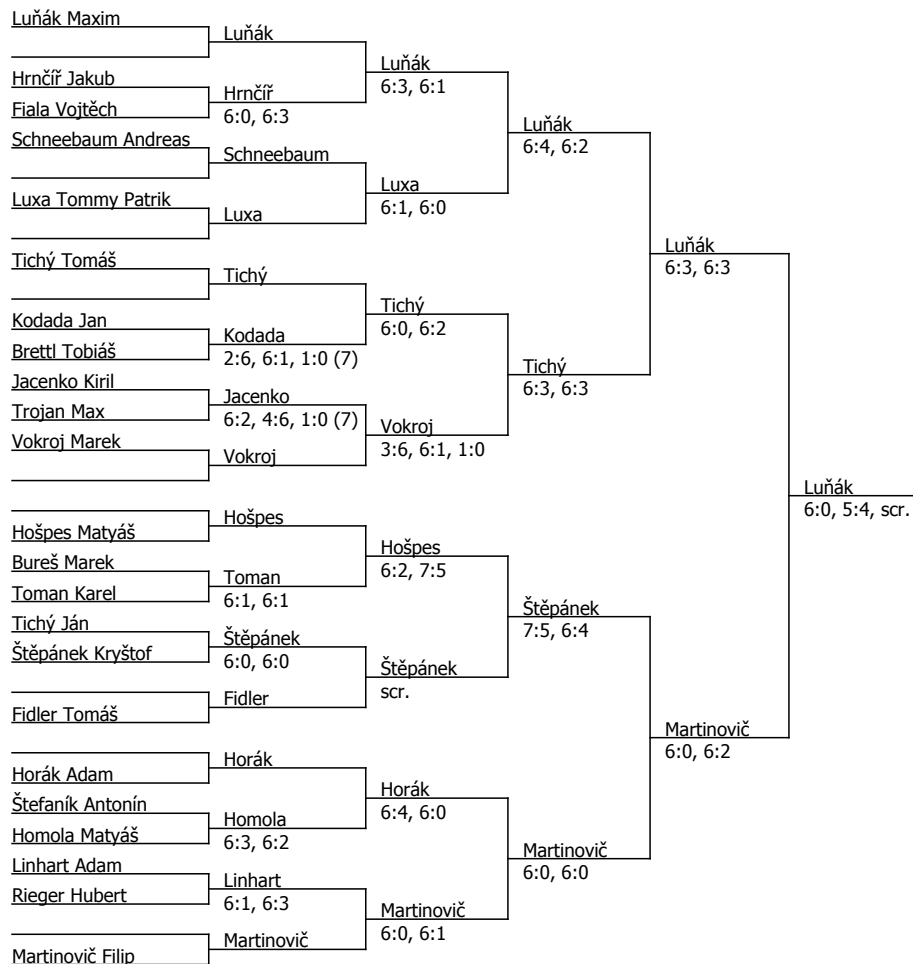 Luňák Maxim
Luňák
Luňák
6:3, 6:1
Hrnčíř Jakub
Hrnčíř
6:0, 6:3
Fiala Vojtěch
Luňák
6:4, 6:2
Schneebaum Andreas
Schneebaum
Luxa
6:1, 6:0
Luxa Tommy Patrik
Luxa
Luňák
6:3, 6:3
Tichý Tomáš
Tichý
Tichý
6:0, 6:2
Kodada Jan
Kodada
2:6, 6:1, 1:0 (7)
Brettl Tobiáš
Tichý
6:3, 6:3
Jacenko Kiril
Jacenko
6:2, 4:6, 1:0 (7)
Trojan Max
Vokroj
3:6, 6:1, 1:0
Vokroj Marek
Vokroj
Luňák
6:0, 5:4, scr.
Hošpes
Hošpes Matyáš
Hošpes
6:2, 7:5
Bureš Marek
Toman
6:1, 6:1
Toman Karel
Štěpánek
7:5, 6:4
Tichý Ján
Štěpánek
6:0, 6:0
Štěpánek Kryštof
Štěpánek
scr.
Fidler
Fidler Tomáš
Martinovič
6:0, 6:2
Horák
Horák Adam
Horák
6:4, 6:0
Štefaník Antonín
Homola
6:3, 6:2
Homola Matyáš
Martinovič
6:0, 6:0
Linhart Adam
Linhart
6:1, 6:3
Rieger Hubert
Martinovič
6:0, 6:1
Martinovič
Martinovič Filip